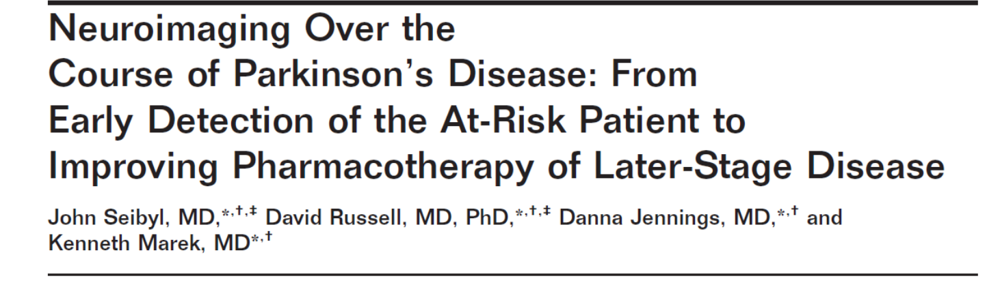 Neuroimaging Over the
Course of Parkinson’s Disease: From
Early Detection of the At-Risk Patient to
Improving Pharmacotherapy of Later-Stage Disease
John Seibyl, MD,*,†,‡ David Russell, MD, PhD,*,†,‡ Danna Jennings, MD,*,† and
Kenneth Marek, MD*,†